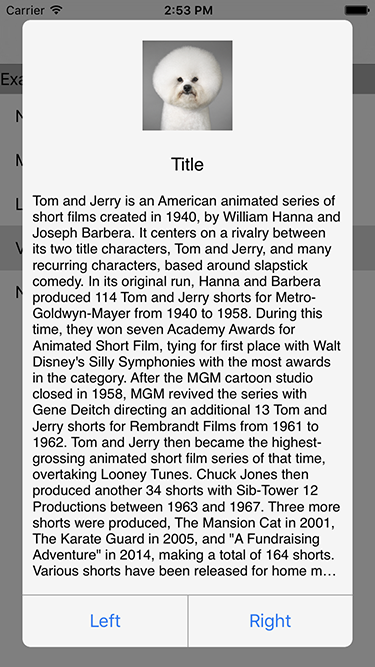 Carrier
2:53 PM
Exa
N
M
L
V
N
Title
Tom and Jerry is an American animated series of
short films created in 1940, by William Hanna and
Joseph Barbera. It centers on a rivalry between
its two title characters, Tom and Jerry, and many
recurring characters, based around slapstick
comedy. In its original run, Hanna and Barbera
produced 114 Tom and Jerry shorts for Metro-
Goldwyn-Mayer from 1940 to 1958. During this
time, they won seven Academy Awards for
Animated Short Film, tying for first place with Walt
Disney's Silly Symphonies with the most awards
in the category. After the MGM cartoon studio
closed in 1958, MGM revived the series with
Gene Deitch directing an additional 13 Tom and
Jerry shorts for Rembrandt Films from 1961 to
1962. Tom and Jerry then became the highest-
grossing animated short film series of that time,
overtaking Looney Tunes. Chuck Jones then
produced another 34 shorts with Sib-Tower 12
Productions between 1963 and 1967. Three more
shorts were produced, The Mansion Cat in 2001,
The Karate Guard in 2005, and "A Fundraising
Adventure" in 2014, making a total of 164 shorts.
Various shorts have been released for home m…
Left
Right